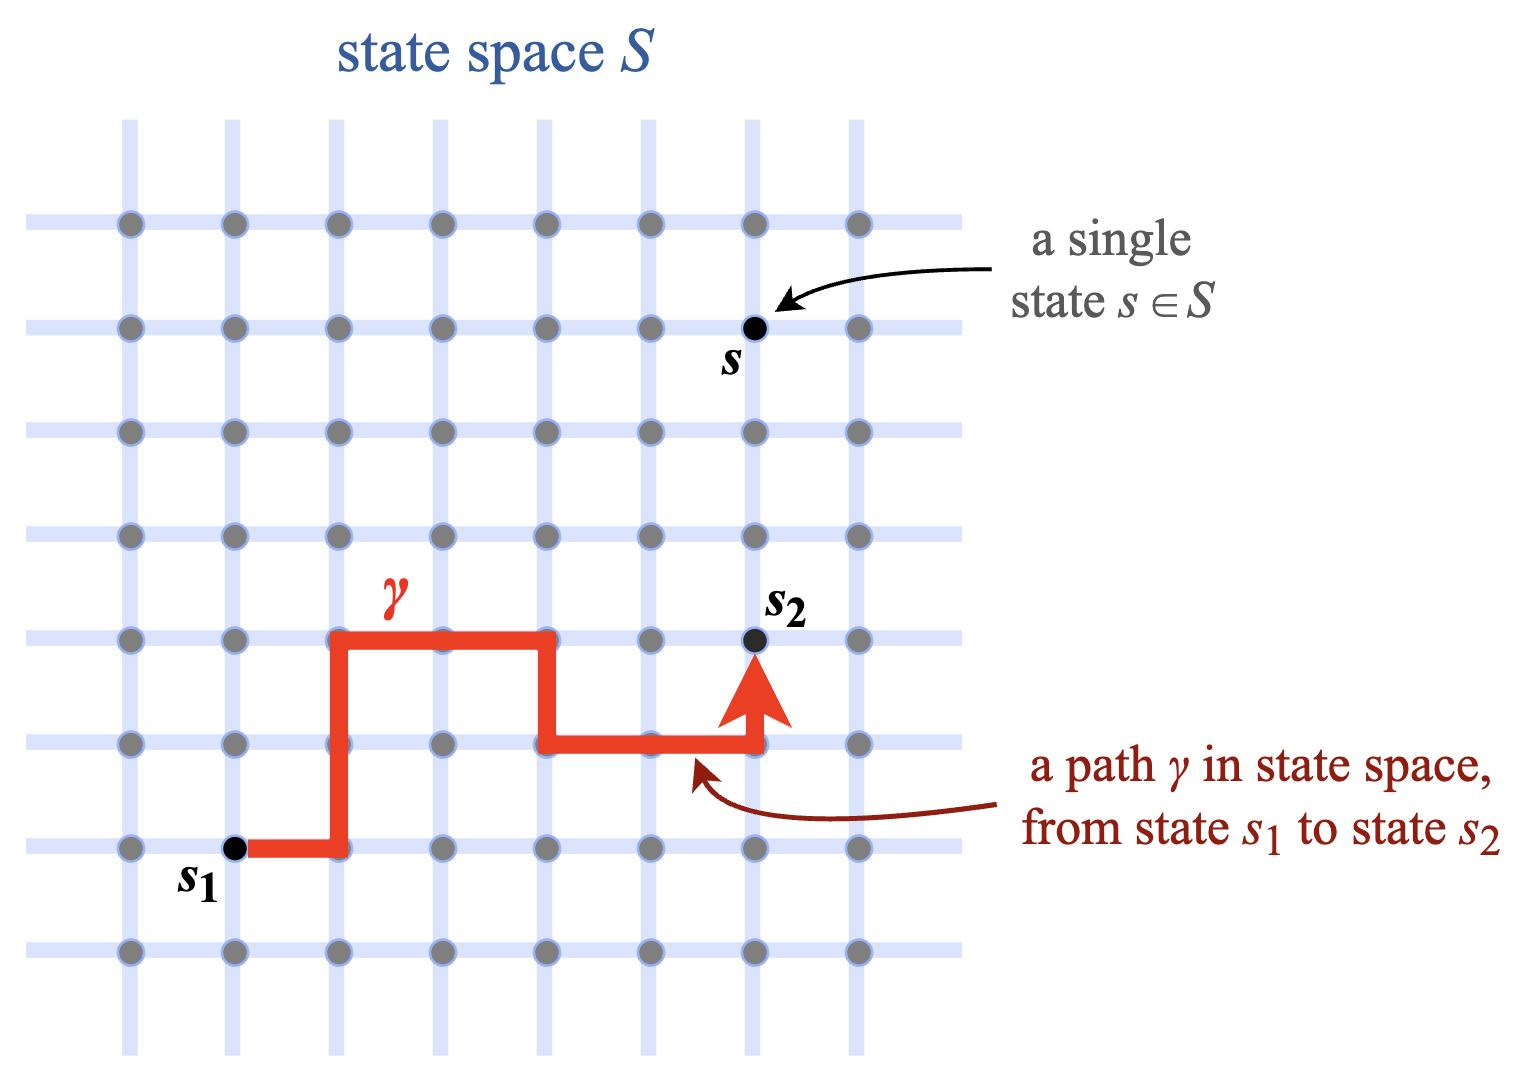 state space S
a single
state s ∈ S
s
γ
s₂
a path γ in state space,
from state s₁ to state s₂
s₁